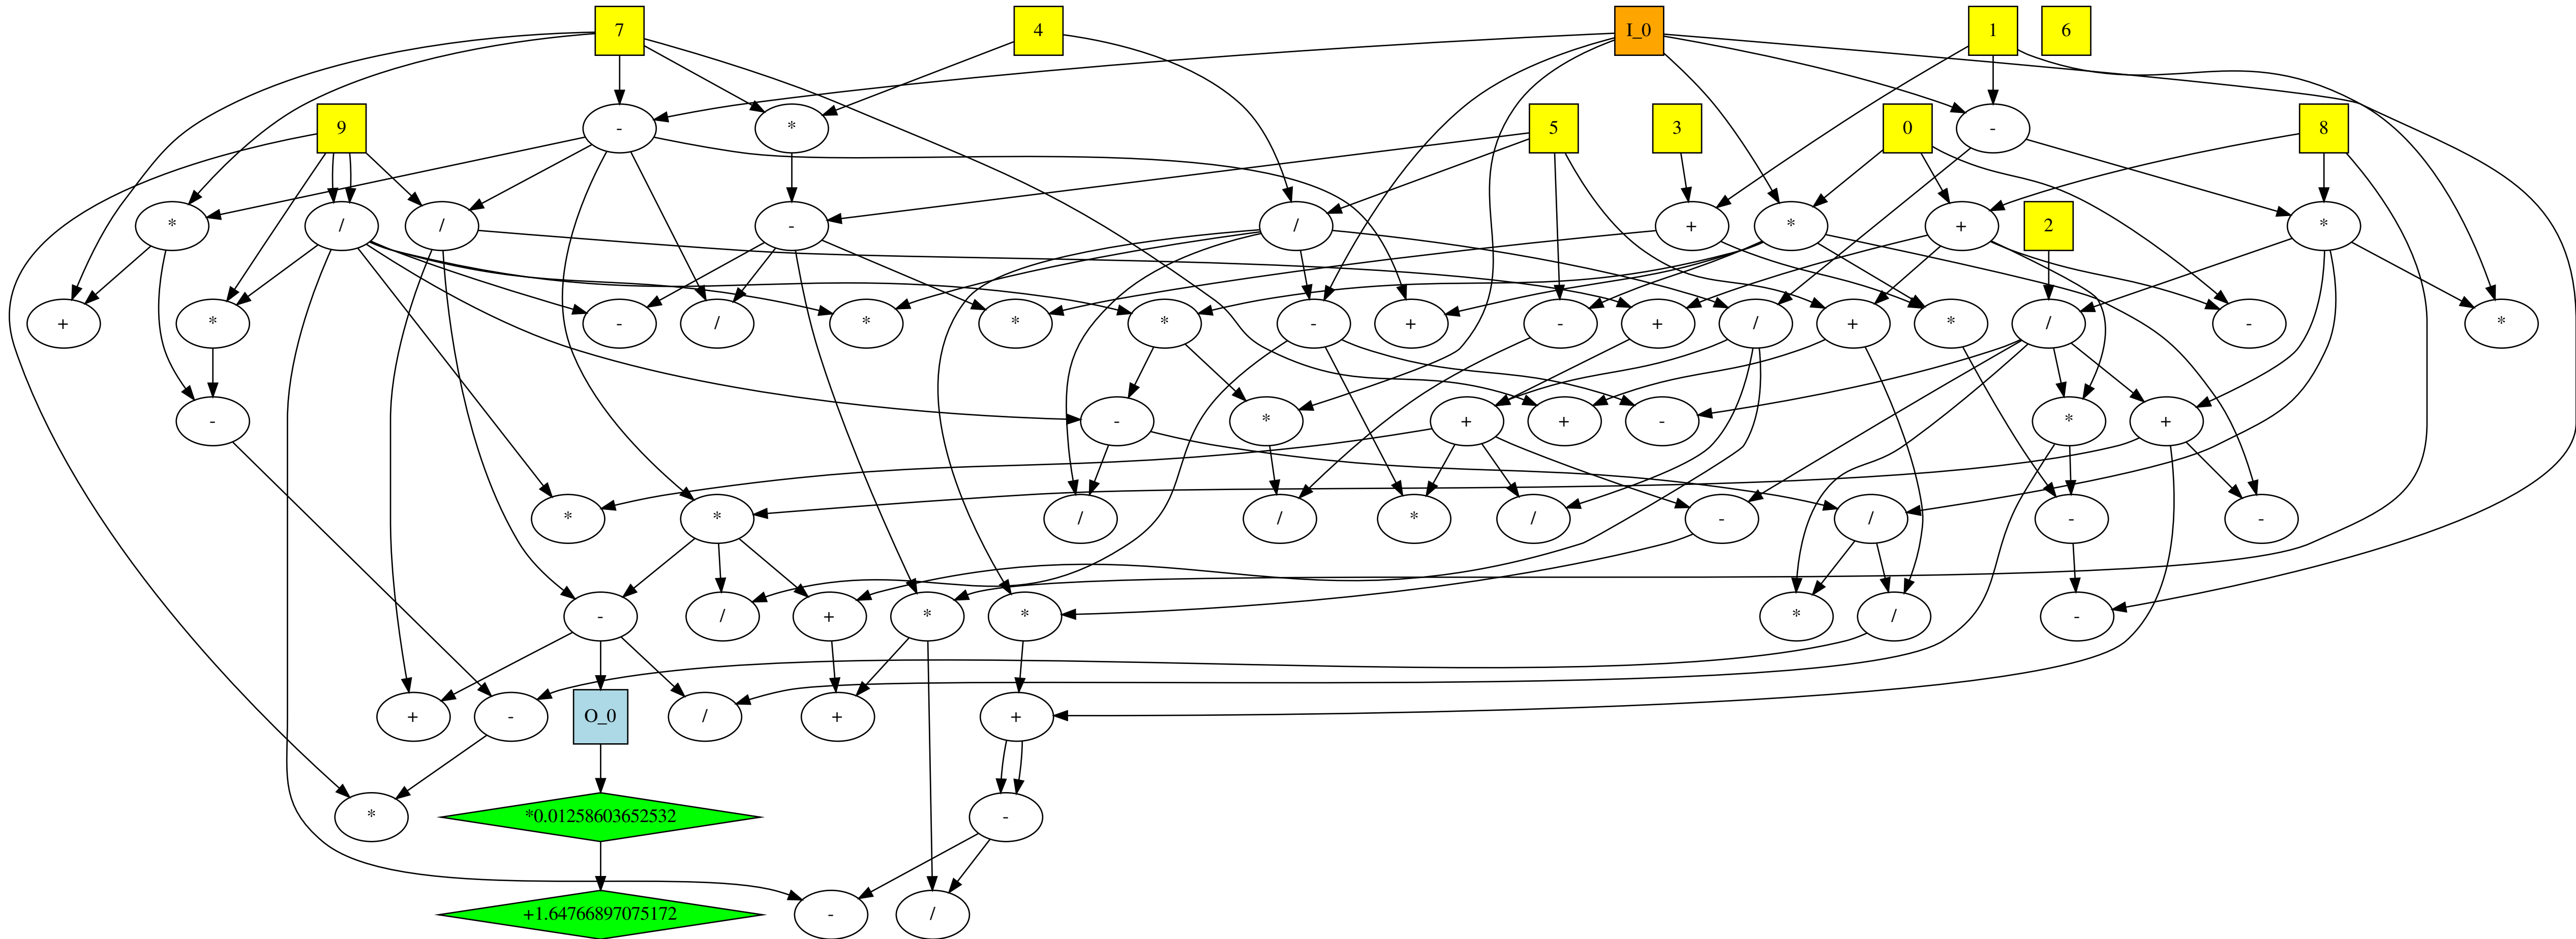 7 4 I_0 1 6
9 - * 5 3 0 - 8
* / / - / + * + 2 *
+ * - / * * * - + - + / + * / - *
- - * + + - * +
* * / / * / - / - -
- / + * * * / -
+ - O_0 / + +
* *0.01258603652532 -
+1.64766897075172 - /